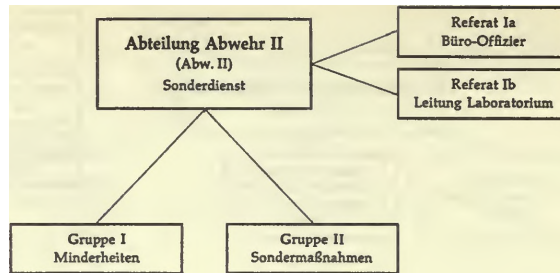 Abteilung Abwehr II
(Abw. II)
Sonderdienst
Referat Ia
Büro-Offizier
Referat Ib
Leitung Laboratorium
Gruppe I
Minderheiten
Gruppe II
Sondermaßnahmen